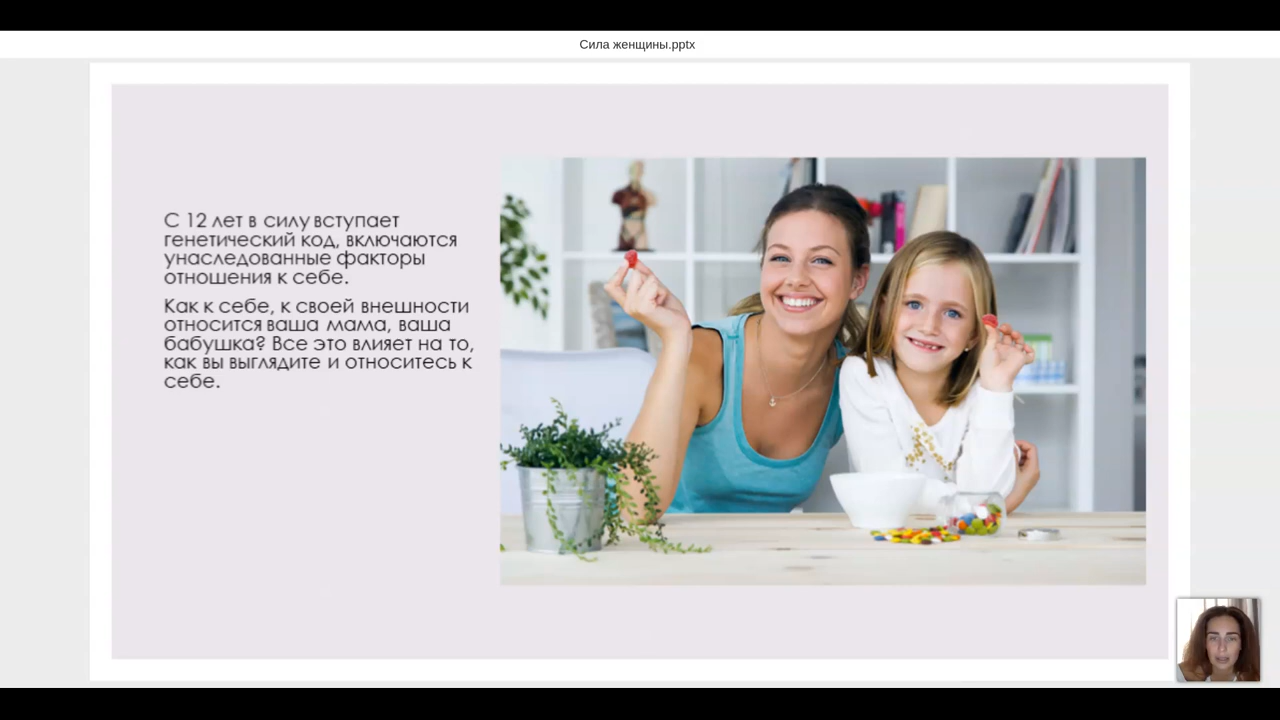 Сила женщины.pptx
С 12 лет в силу вступает
генетический код, включаются
унаследованные факторы
отношения к себе.
Как к себе, к своей внешности
относится ваша мама, ваша
бабушка? Все это влияет на то,
как вы выглядите и относитесь к
себе.